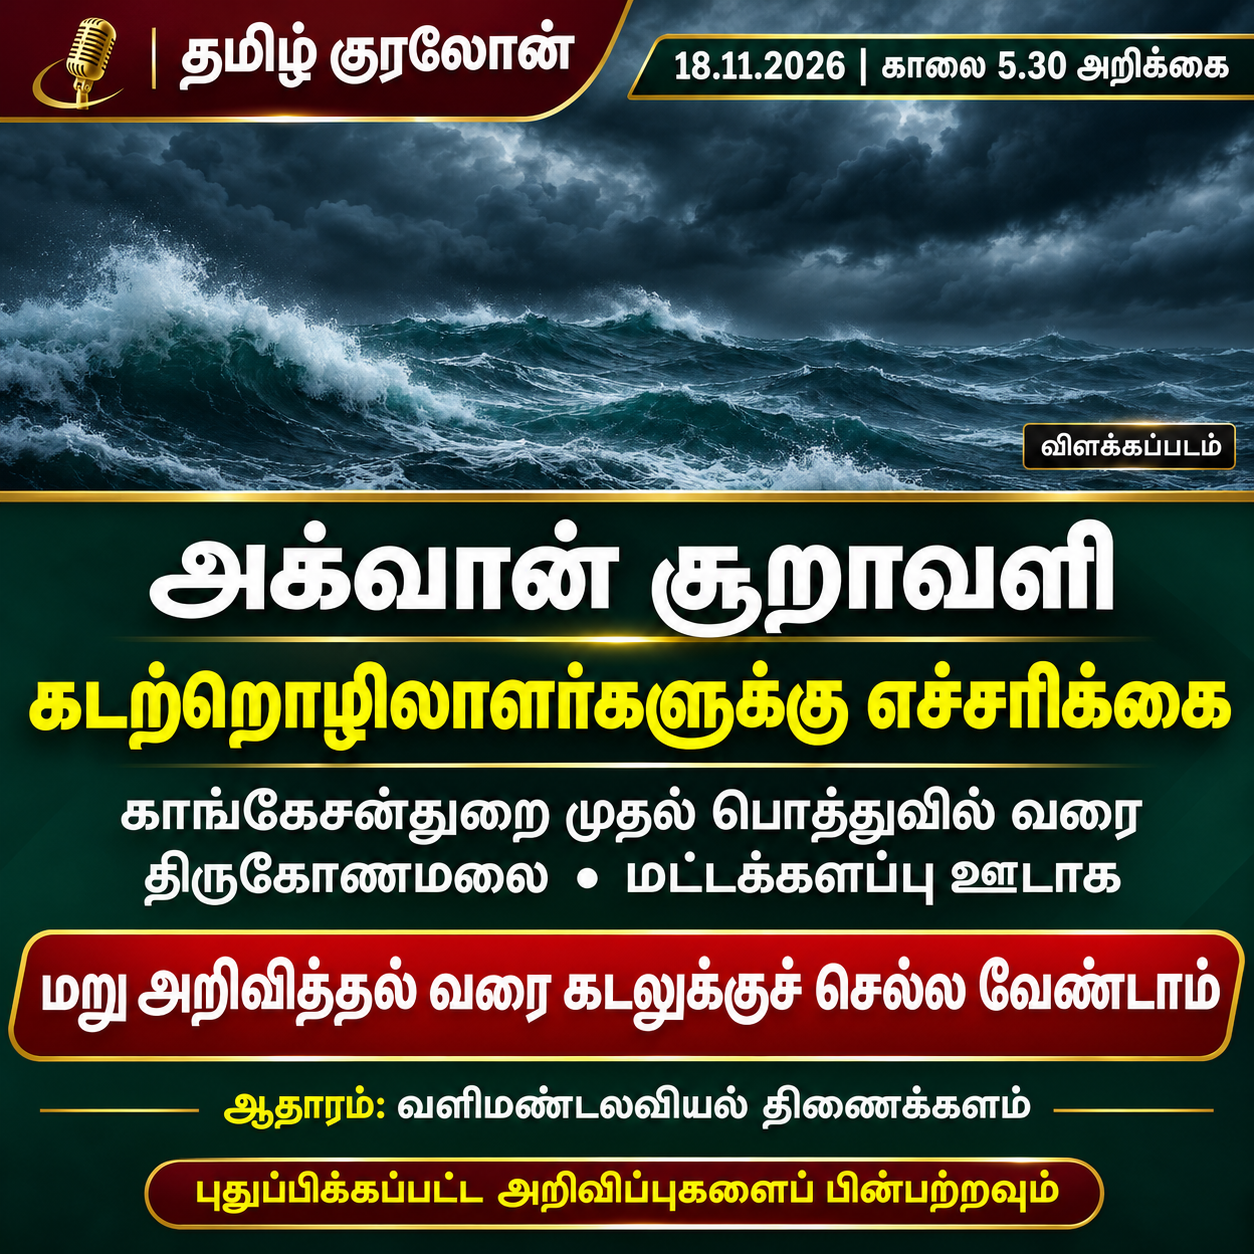 தமிழ் குரலோன்
18.11.2026 | காலை 5.30 அறிக்கை
விளக்கப்படம்
அக்வான் சூறாவளி
கடற்றொழிலாளர்களுக்கு எச்சரிக்கை
காங்கேசன்துறை முதல் பொத்துவில் வரை
திருகோணமலை • மட்டக்களப்பு ஊடாக
மறு அறிவித்தல் வரை கடலுக்குச் செல்ல வேண்டாம்
ஆதாரம்: வளிமண்டலவியல் திணைக்களம்
புதுப்பிக்கப்பட்ட அறிவிப்புகளைப் பின்பற்றவும்